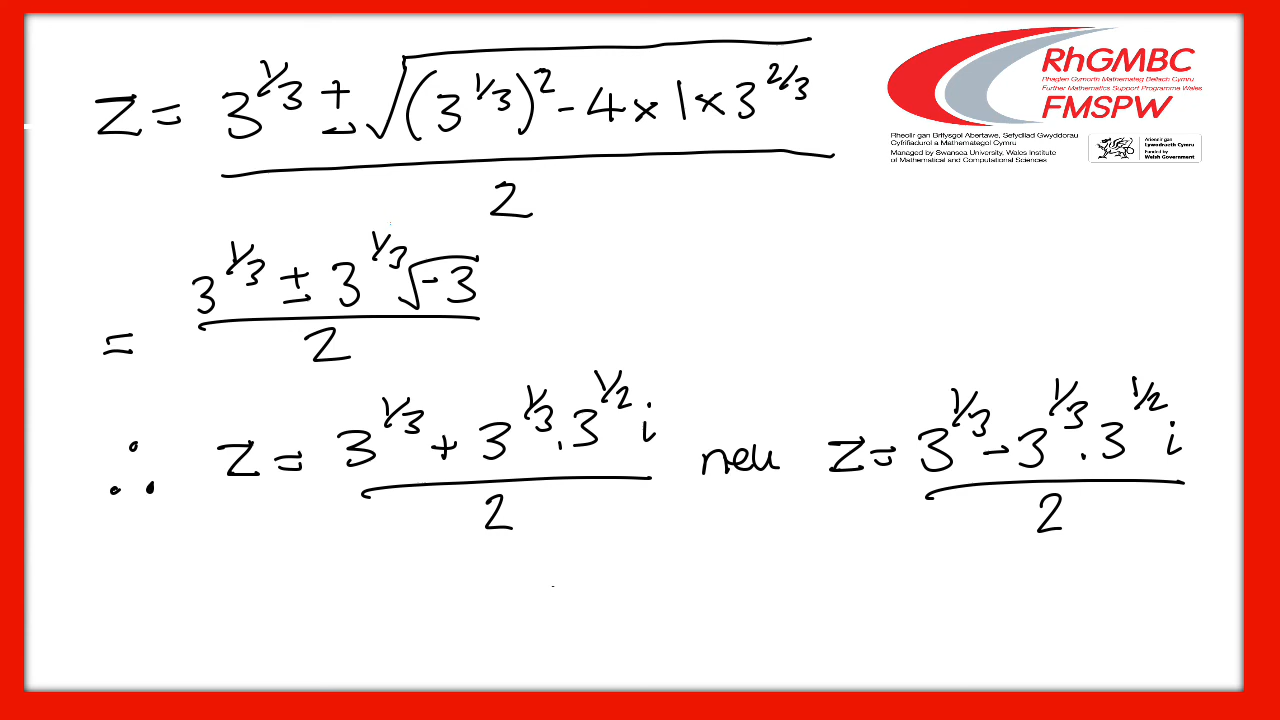 z = (3^(1/3) ± √((3^(1/3))^2 - 4 × 1 × 3^(2/3))) / 2
= (3^(1/3) ± 3^(1/3) √-3) / 2
∴ z = (3^(1/3) + 3^(1/3) . 3^(1/2) i) / 2 neu z = (3^(1/3) - 3^(1/3) . 3^(1/2) i) / 2
RhGMBC
Rhaglen Gymorth Mathemateg Bellach Cymru
Further Mathematics Support Programme Wales
FMSPW
Rheolir gan Brifysgol Abertawe, Sefydliad Gwyddorau
Cyfrifiadurol a Mathemategol Cymru
Managed by Swansea University, Wales Institute
of Mathematical and Computational Sciences
Ariennir gan
Lywodraeth Cymru
Funded by
Welsh Government